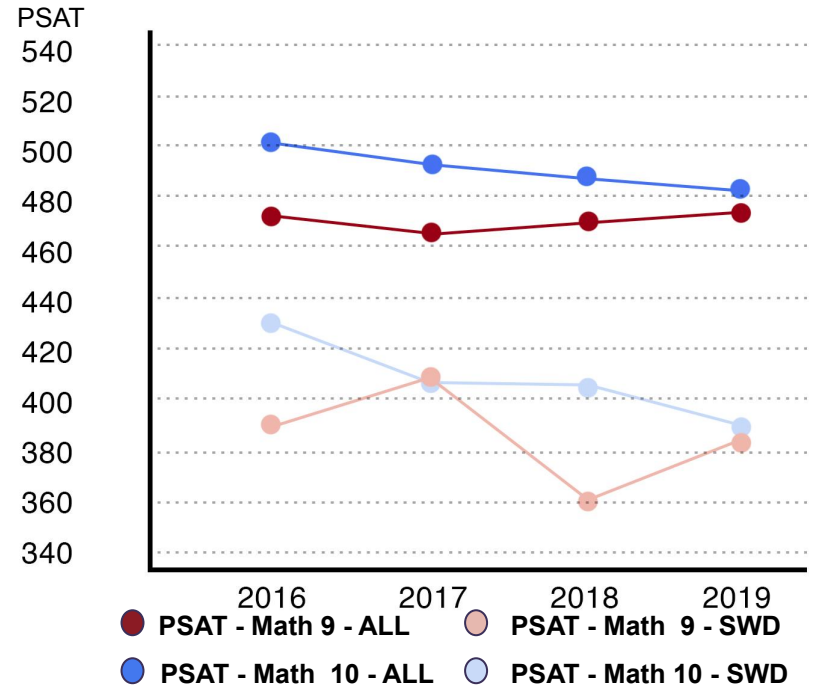 PSAT
540
520
500
480
460
440
420
400
380
360
340
2016 2017 2018 2019
PSAT - Math 9 - ALL PSAT - Math 9 - SWD
PSAT - Math 10 - ALL PSAT - Math 10 - SWD